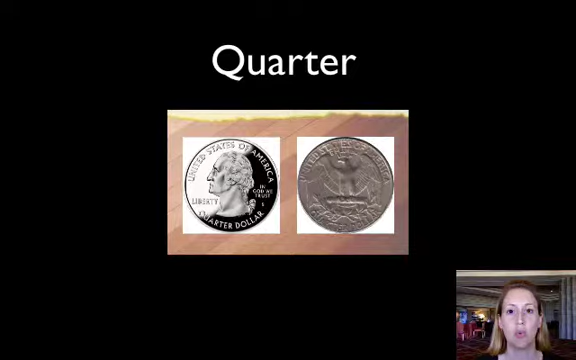 Quarter
UNITED STATES OF AMERICA
LIBERTY
IN
GOD WE
TRUST
QUARTER DOLLAR
UNITED STATES OF AMERICA